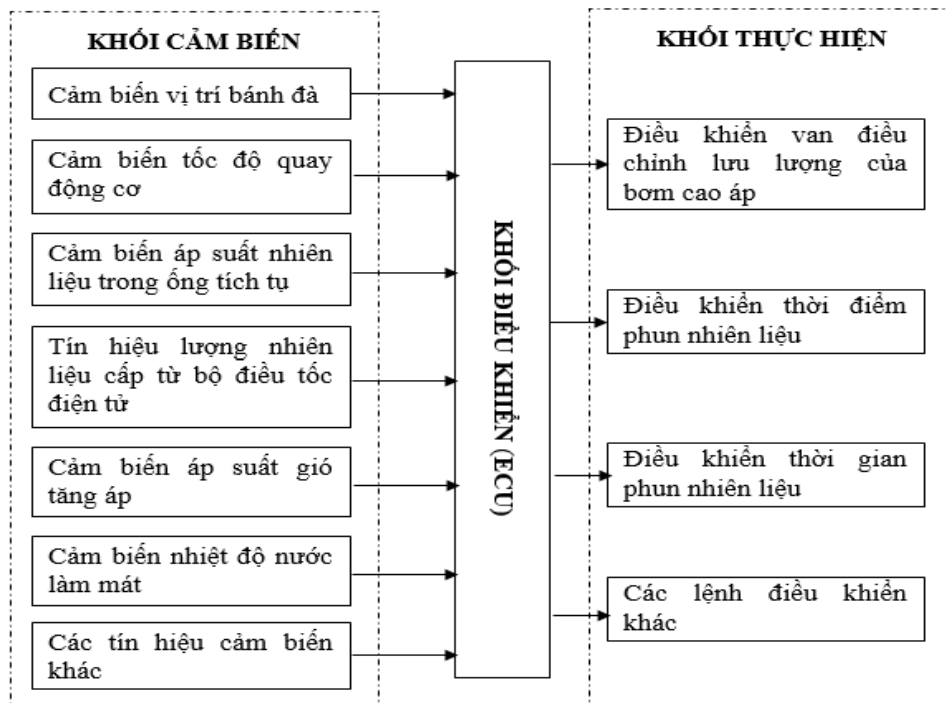 KHỐI CẢM BIẾN
Cảm biến vị trí bánh đà
Cảm biến tốc độ quay
động cơ
Cảm biến áp suất nhiên
liệu trong ống tích tụ
Tín hiệu lượng nhiên
liệu cấp từ bộ điều tốc
điện tử
Cảm biến áp suất gió
tăng áp
Cảm biến nhiệt độ nước
làm mát
Các tín hiệu cảm biến
khác
KHỐI ĐIỀU KHIỂN (ECU)
KHỐI THỰC HIỆN
Điều khiển van điều
chỉnh lưu lượng của
bơm cao áp
Điều khiển thời điểm
phun nhiên liệu
Điều khiển thời gian
phun nhiên liệu
Các lệnh điều khiển
khác